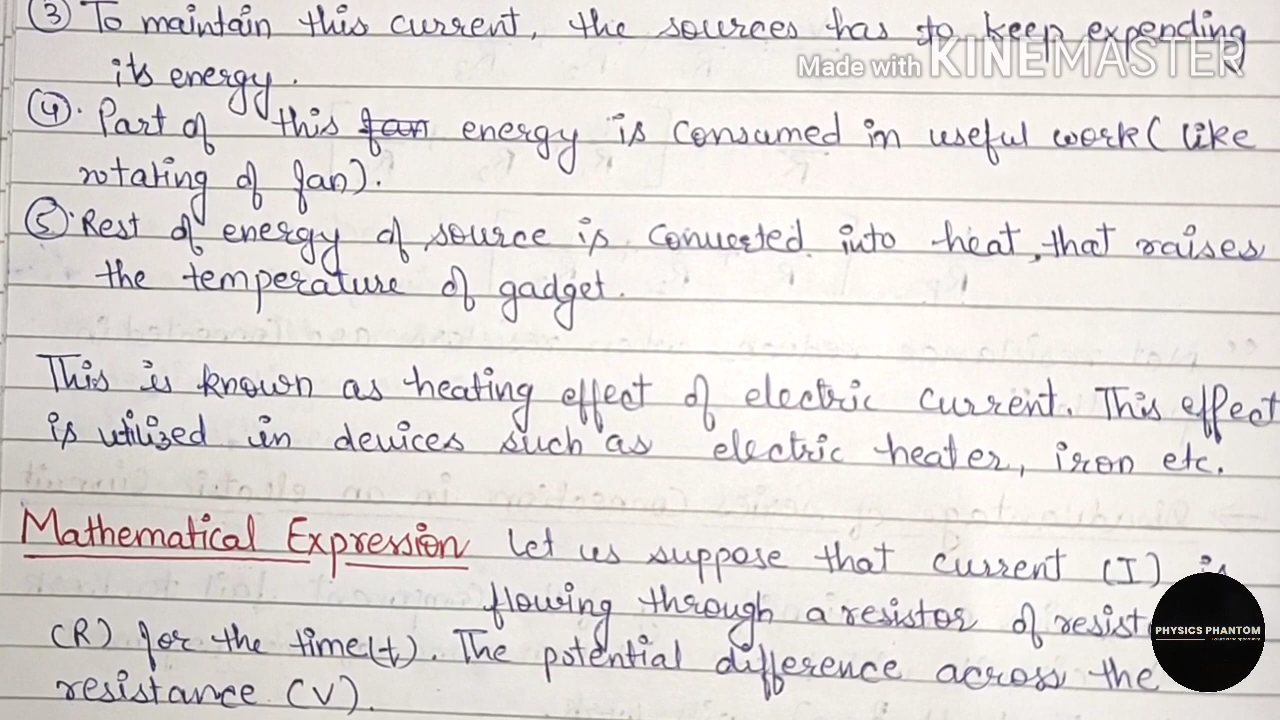 ③ To maintain this current, the sources has to keep expending
Made with KINEMASTER
its energy.
④. Part of this fan energy is consumed in useful work (like
rotating of fan).
⑤. Rest of energy of source is converted into heat, that raises
the temperature of gadget.
This is known as heating effect of electric current. This effect
is utilized in devices such as electric heater, iron etc.
Mathematical Expression Let us suppose that current (I) is
flowing through a resistor of resist
PHYSICS PHANTOM
(R) for the time(t). The potential difference across the
resistance (V).